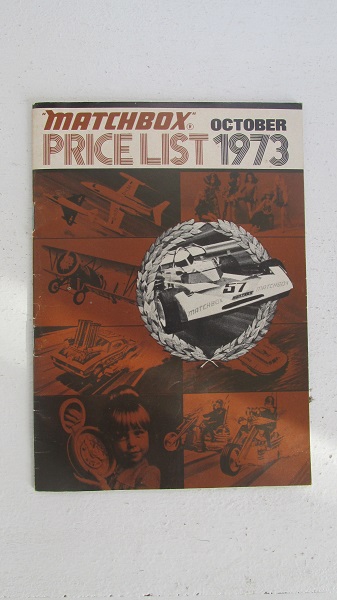 "MATCHBOX"® OCTOBER
PRICE LIST 1973
57
MATCHBOX
MATCHBOX